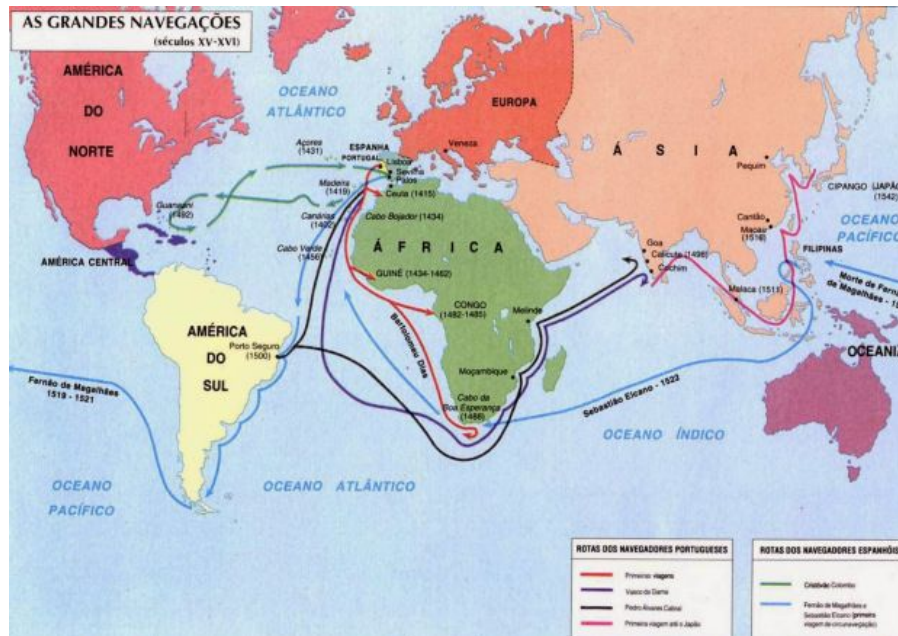 AS GRANDES NAVEGAÇÕES
(séculos XV-XVI)
AMÉRICA
DO
NORTE
OCEANO
ATLÂNTICO
EUROPA
ÁSIA
Açores
(1431)
ESPANHA
PORTUGAL
Lisboa
Sevilha
Palos
Veneza
Pequim
Madeira
(1419)
Ceuta (1415)
Guanaani
(1492)
Canárias
Cabo Bojador (1434)
CIPANGO (JAPÃO)
(1542)
Cantão
Macau
OCEANO
PACÍFICO
Cabo Verde
(1456)
ÁFRICA
Goa
Calicute (1498)
Cochim
FILIPINAS
AMÉRICA CENTRAL
GUINÉ (1434-1462)
Morte de Fernão
de Magalhães
Malaca (1511)
CONGO
(1482-1485)
Melinde
AMÉRICA
DO
SUL
Porto Seguro
(1500)
Bartolomeu Dias
OCEANIA
Moçambique
Fernão de Magalhães
1519 - 1521
Cabo da
Boa Esperança
(1488)
Sebastião Elcano - 1522
OCEANO ÍNDICO
OCEANO
PACÍFICO
OCEANO ATLÂNTICO
ROTAS DOS NAVEGADORES PORTUGUESES
Primeiras viagens
Vasco da Gama
Pedro Álvares Cabral
Primeira viagem até o Japão
ROTAS DOS NAVEGADORES ESPANHÓIS
Cristóvão Colombo
Fernão de Magalhães e
Sebastião Elcano (primeira
viagem de circunavegação)